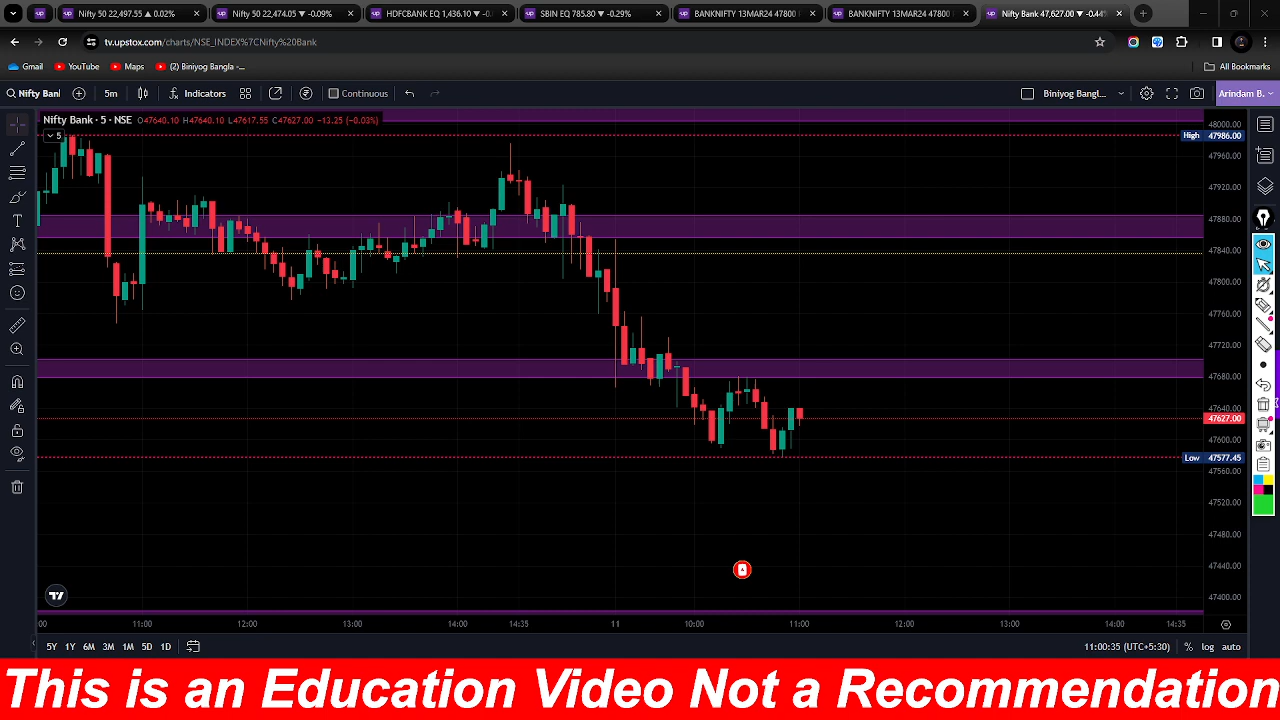 Nifty 50 22,497.55 ▲ 0.02%
Nifty 50 22,474.05 ▼ -0.09%
HDFCBANK EQ 1,436.10 ▼ -0.
SBIN EQ 785.80 ▼ -0.29%
BANKNIFTY 13MAR24 47800
BANKNIFTY 13MAR24 47800
Nifty Bank 47,627.00 ▼ -0.44%
tv.upstox.com/charts/NSE_INDEX%7CNifty%20Bank
Gmail
YouTube
Maps
(2) Biniyog Bangla -...
All Bookmarks
Nifty Banl
5m
Indicators
Continuous
Biniyog Bangl...
Arindam B.
Nifty Bank · 5 · NSE O47640.10 H47640.10 L47617.55 C47627.00 -13.25 (-0.03%)
5
48000.00
High 47986.00
47960.00
47920.00
47880.00
47840.00
47800.00
47760.00
47720.00
47680.00
47640.00
47627.00
47600.00
Low 47577.45
47560.00
47520.00
47480.00
47440.00
47400.00
:00 11:00 12:00 13:00 14:00 14:35 11 10:00 11:00 12:00 13:00 14:00 14:35
5Y 1Y 6M 3M 1M 5D 1D
11:00:35 (UTC+5:30) % log auto
This is an Education Video Not a Recommendation